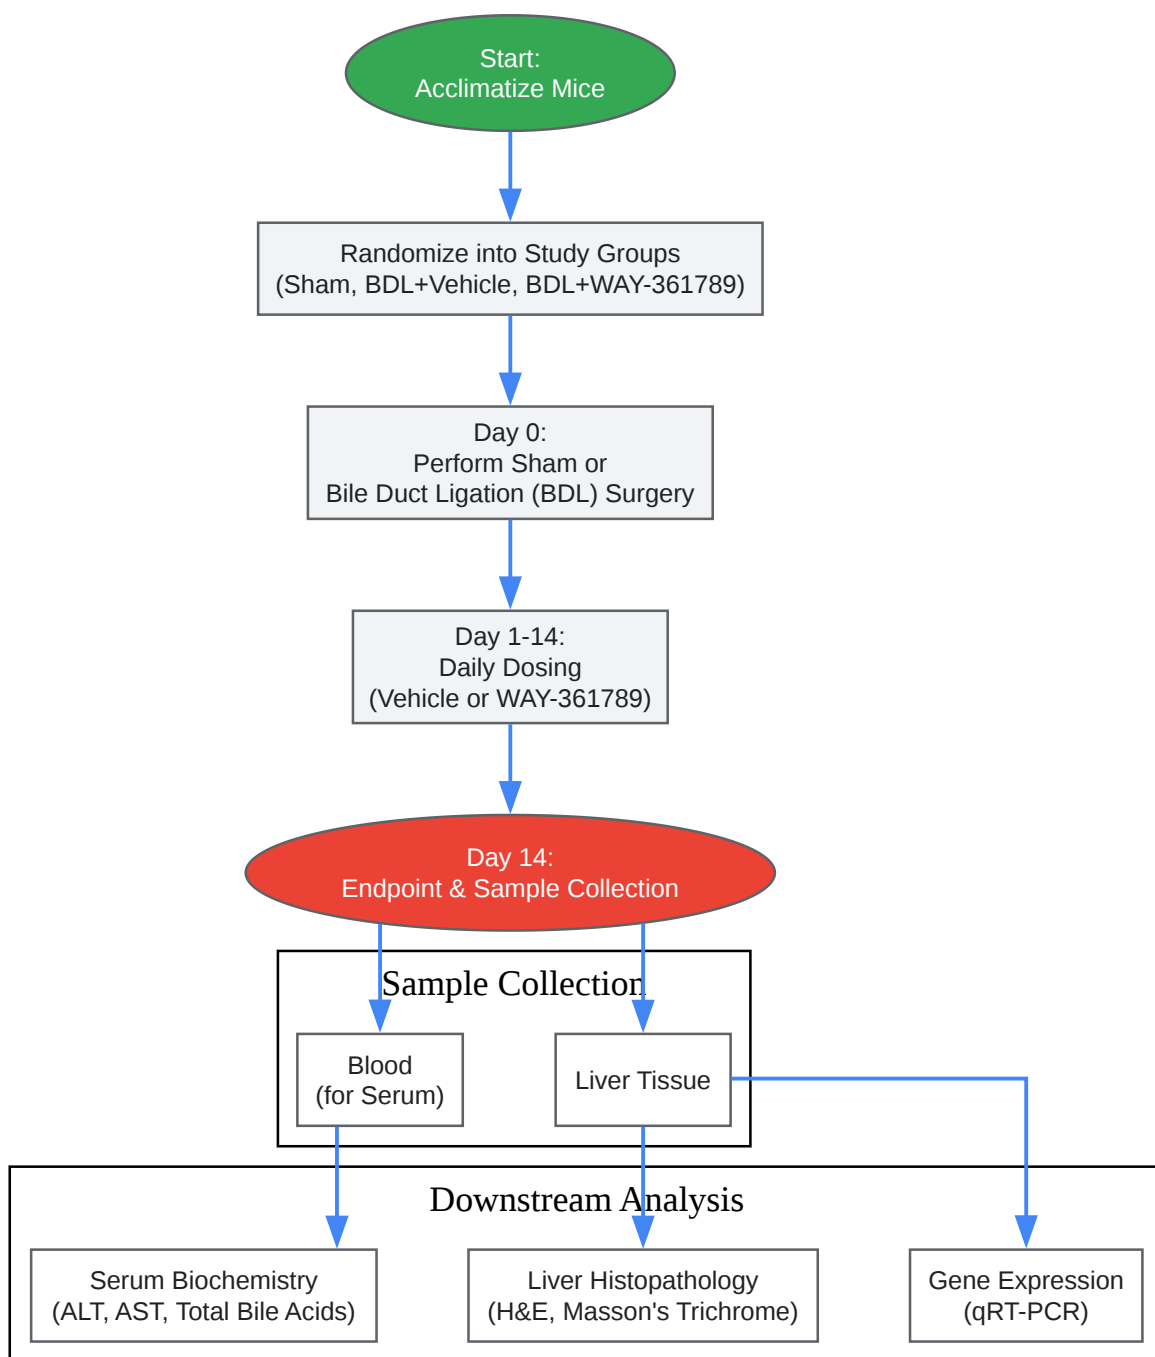 Start:
Acclimatize Mice
Randomize into Study Groups
(Sham, BDL+Vehicle, BDL+WAY-361789)
Day 0:
Perform Sham or
Bile Duct Ligation (BDL) Surgery
Day 1-14:
Daily Dosing
(Vehicle or WAY-361789)
Day 14:
Endpoint & Sample Collection
Sample Collection
Blood
(for Serum)
Liver Tissue
Downstream Analysis
Serum Biochemistry
(ALT, AST, Total Bile Acids)
Liver Histopathology
(H&E, Masson's Trichrome)
Gene Expression
(qRT-PCR)